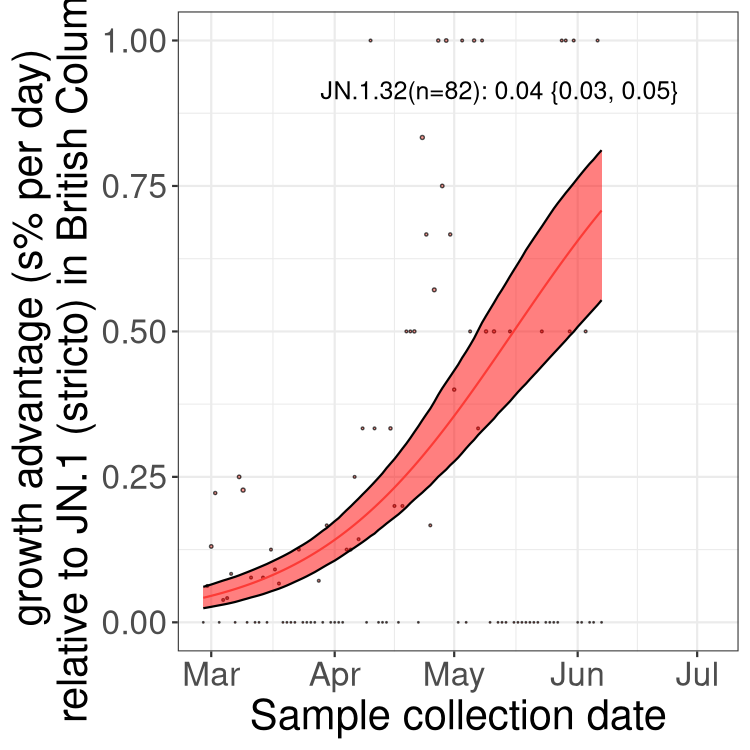 growth advantage (s% per day)
relative to JN.1 (stricto) in British Colum
1.00
0.75
0.50
0.25
0.00
JN.1.32(n=82): 0.04 {0.03, 0.05}
Mar Apr May Jun Jul
Sample collection date